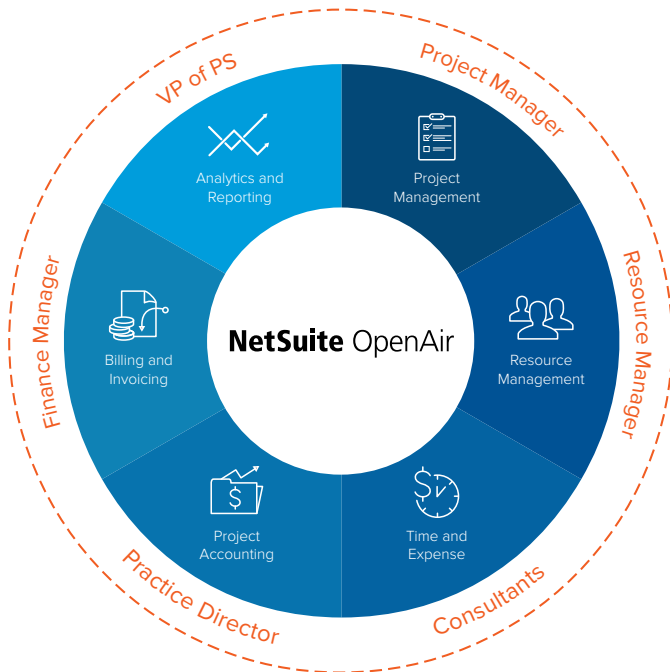 VP of PS
Project Manager
Analytics and
Reporting
Project
Management
Finance Manager
Resource Manager
Billing and
Invoicing
NetSuite OpenAir
Resource
Management
Project
Accounting
Time and
Expense
Practice Director
Consultants